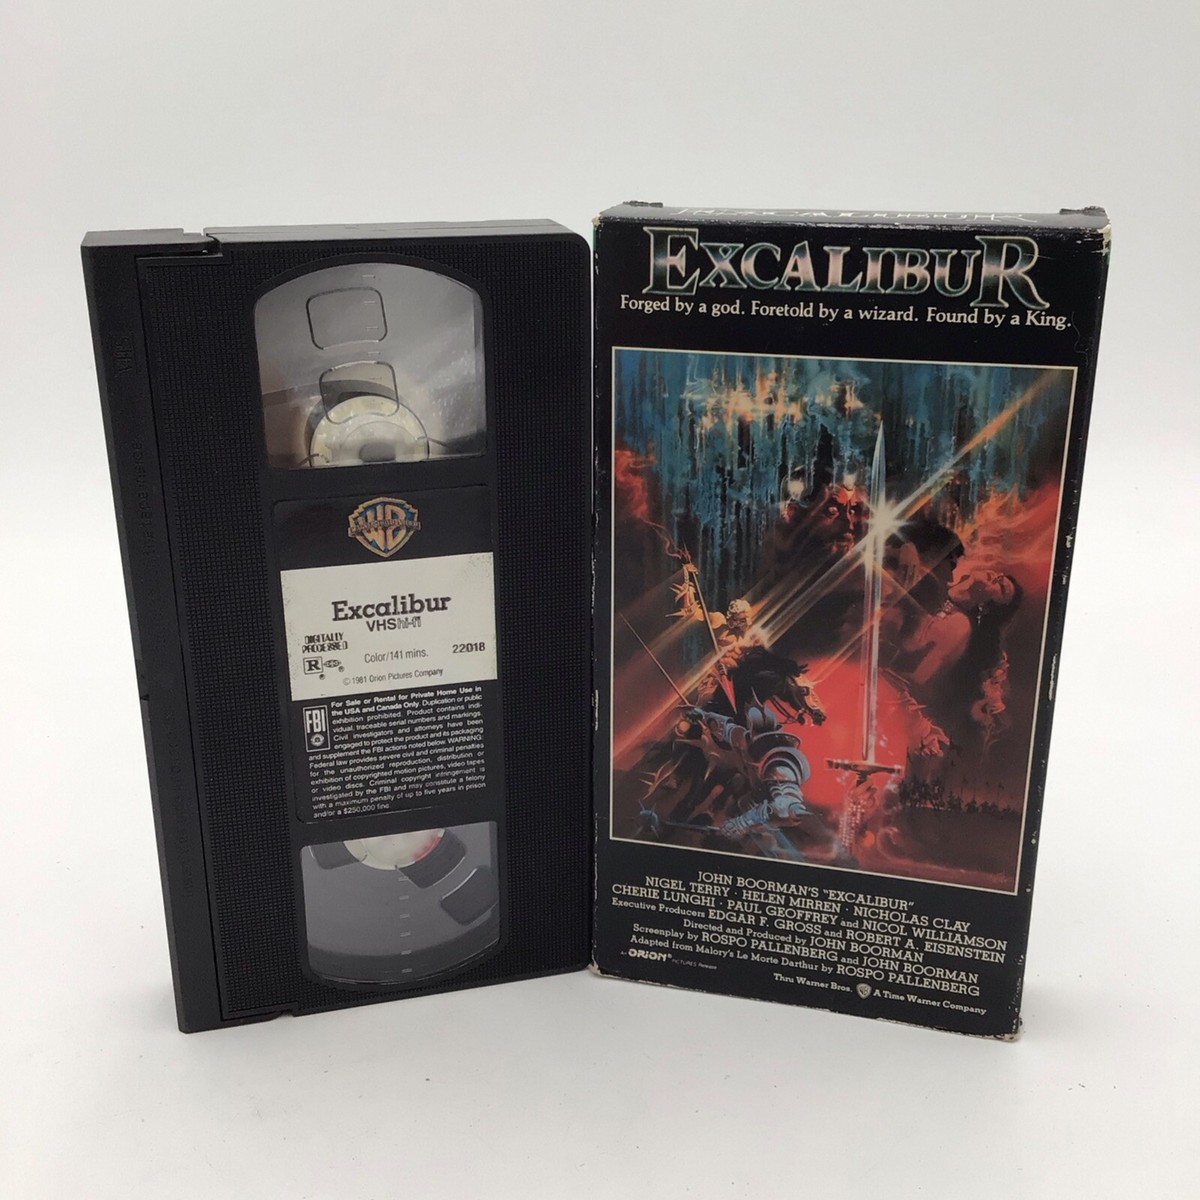 VHS
WB
Excalibur
VHS hi-fi
DIGITALLY
PROCESSED
R
Color/141 mins.
22018
© 1981 Orion Pictures Company
FBI
For Sale or Rental for Private Home Use in
the USA and Canada Only. Duplication or public
exhibition prohibited. Product contains indi-
vidual, traceable serial numbers and markings.
Civil investigators and attorneys have been
engaged to protect the product and its packaging
and supplement the FBI actions noted below. WARNING:
Federal law provides severe civil and criminal penalties
for the unauthorized reproduction, distribution or
exhibition of copyrighted motion pictures, video tapes
or video discs. Criminal copyright infringement is
investigated by the FBI and may constitute a felony
with a maximum penalty of up to five years in prison
and/or a $250,000 fine
EXCALIBUR
Forged by a god. Foretold by a wizard. Found by a King.
JOHN BOORMAN'S "EXCALIBUR"
NIGEL TERRY · HELEN MIRREN · NICHOLAS CLAY
CHERIE LUNGHI · PAUL GEOFFREY and NICOL WILLIAMSON
Executive Producers EDGAR F. GROSS and ROBERT A. EISENSTEIN
Directed and Produced by JOHN BOORMAN
Screenplay by ROSPO PALLENBERG and JOHN BOORMAN
Adapted from Malory's Le Morte Darthur by ROSPO PALLENBERG
AN ORION® PICTURES Release
Thru Warner Bros. WB A Time Warner Company